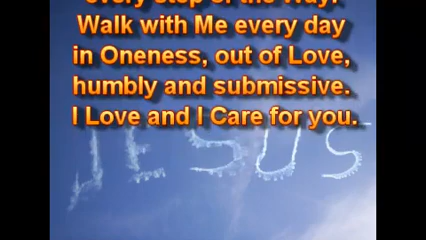 every step of the way.
Walk with Me every day
in Oneness, out of Love,
humbly and submissive.
I Love and I Care for you.
JESUS